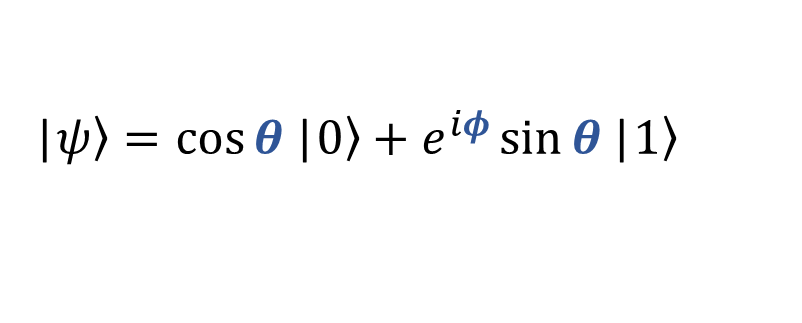 |ψ⟩ = cos θ |0⟩ + e^{iϕ} sin θ |1⟩